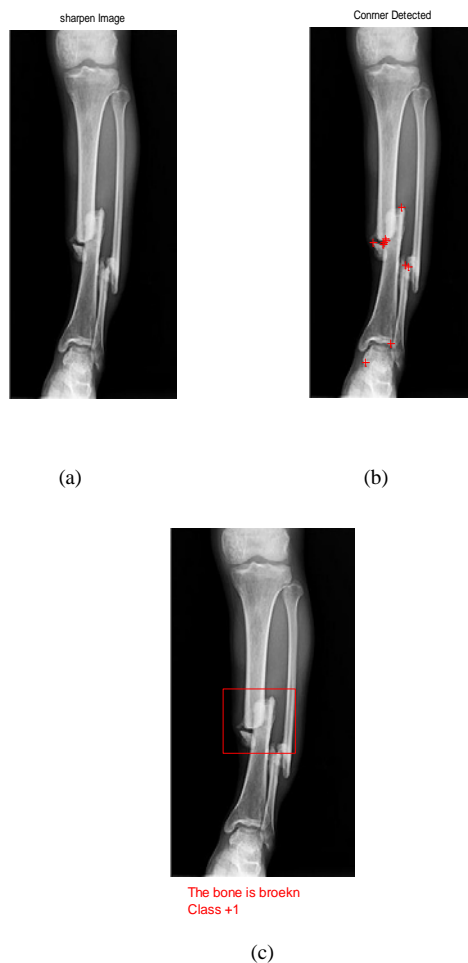 sharpen Image
Conrner Detected
(a)
(b)
The bone is broekn
Class +1
(c)